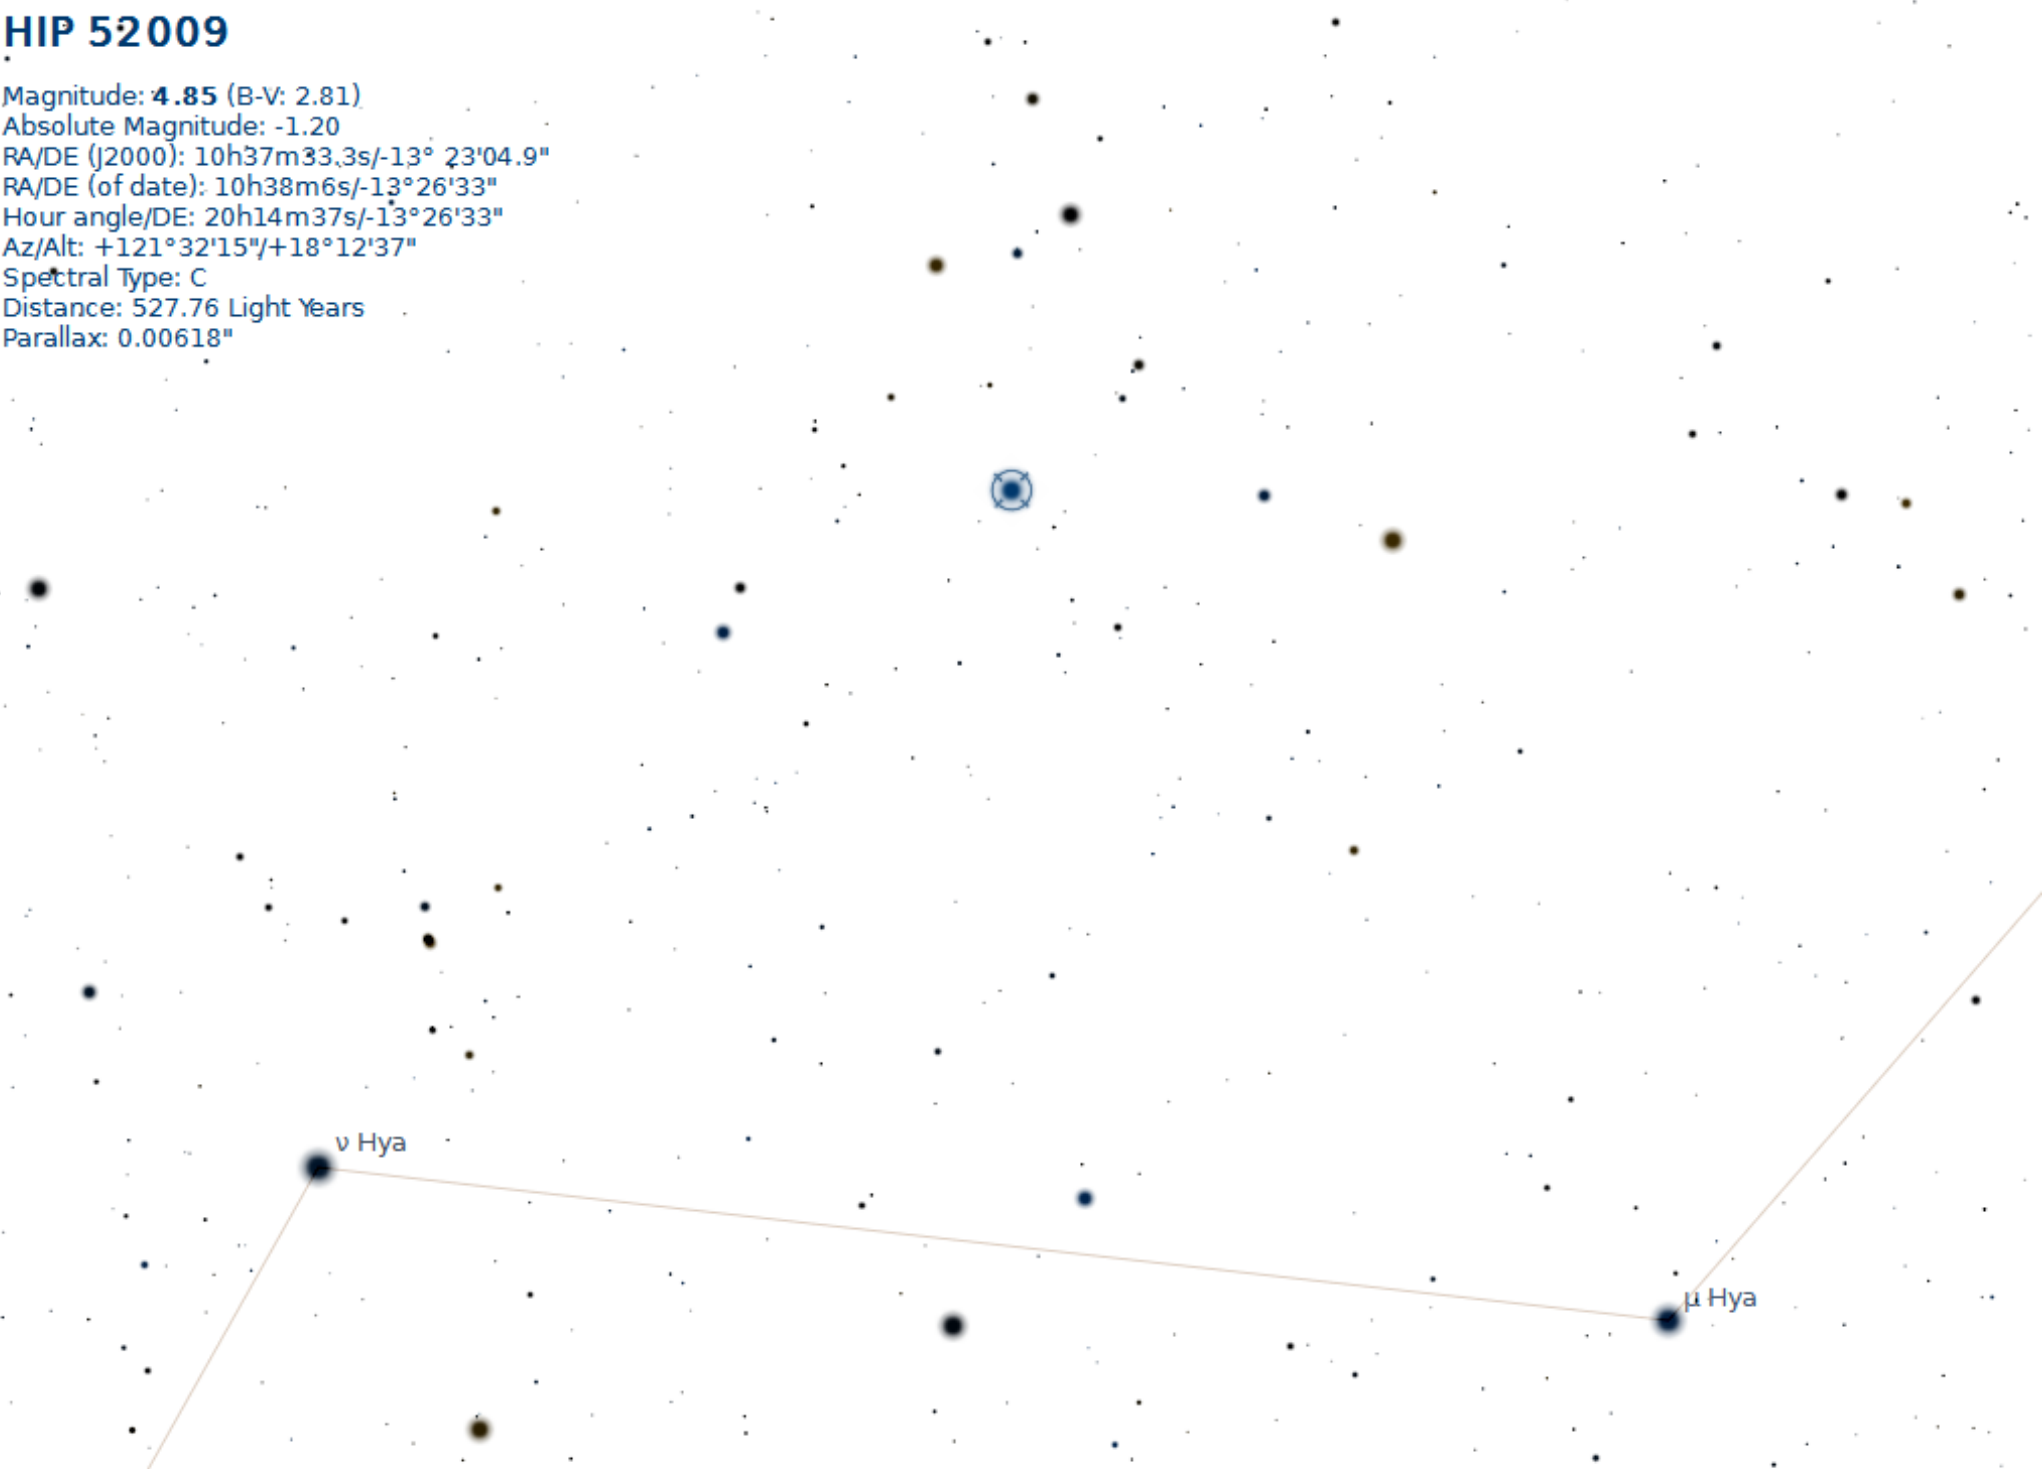 HIP 52009
Magnitude: 4.85 (B-V: 2.81)
Absolute Magnitude: -1.20
RA/DE (J2000): 10h37m33.3s/-13° 23'04.9"
RA/DE (of date): 10h38m6s/-13°26'33"
Hour angle/DE: 20h14m37s/-13°26'33"
Az/Alt: +121°32'15"/+18°12'37"
Spectral Type: C
Distance: 527.76 Light Years
Parallax: 0.00618"
ν Hya
μ Hya